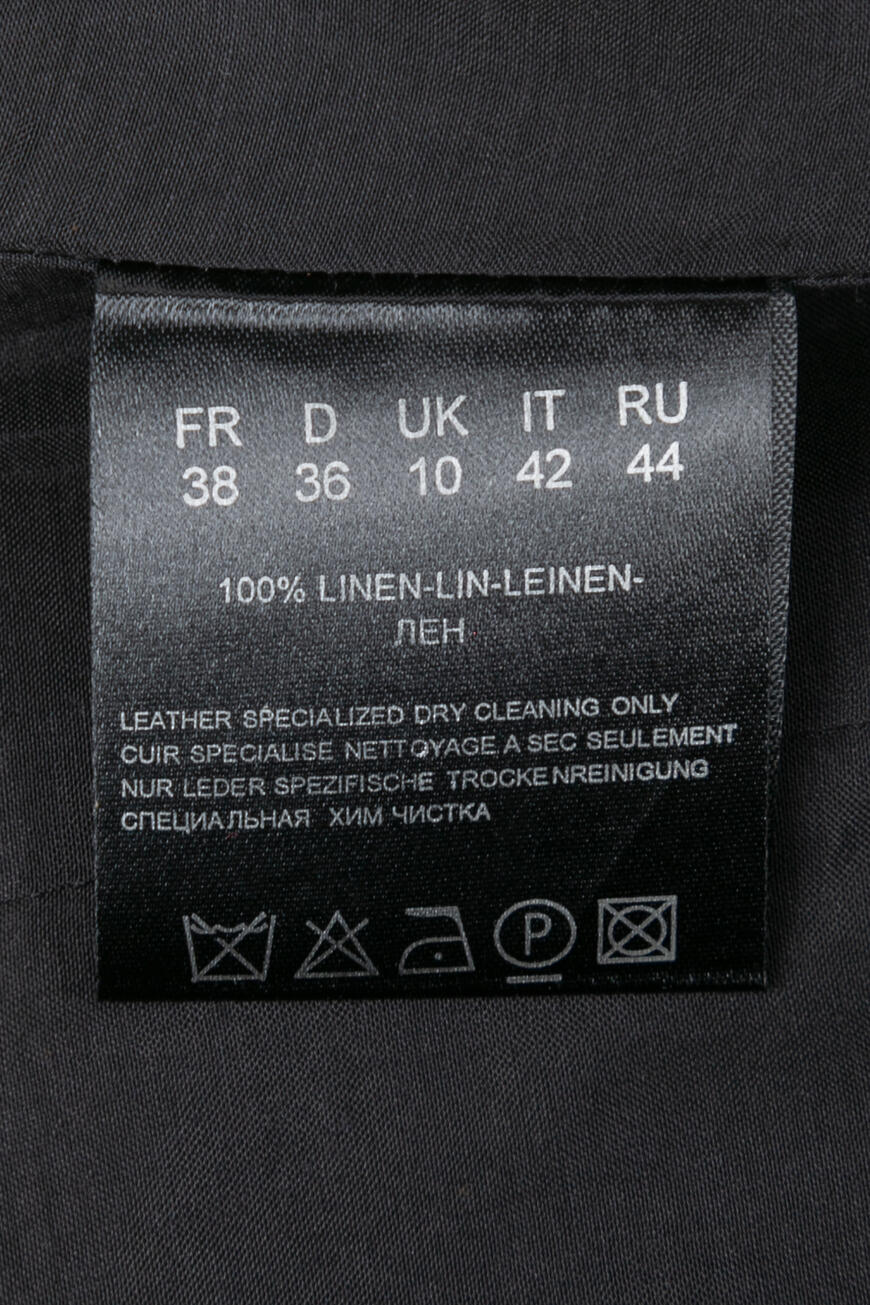 FR D UK IT RU
38 36 10 42 44
100% LINEN-LIN-LEINEN-
ЛЕН
LEATHER SPECIALIZED DRY CLEANING ONLY
CUIR SPECIALISE NETTOYAGE A SEC SEULEMENT
NUR LEDER SPEZIFISCHE TROCKENREINIGUNG
СПЕЦИАЛЬНАЯ ХИМ ЧИСТКА
P